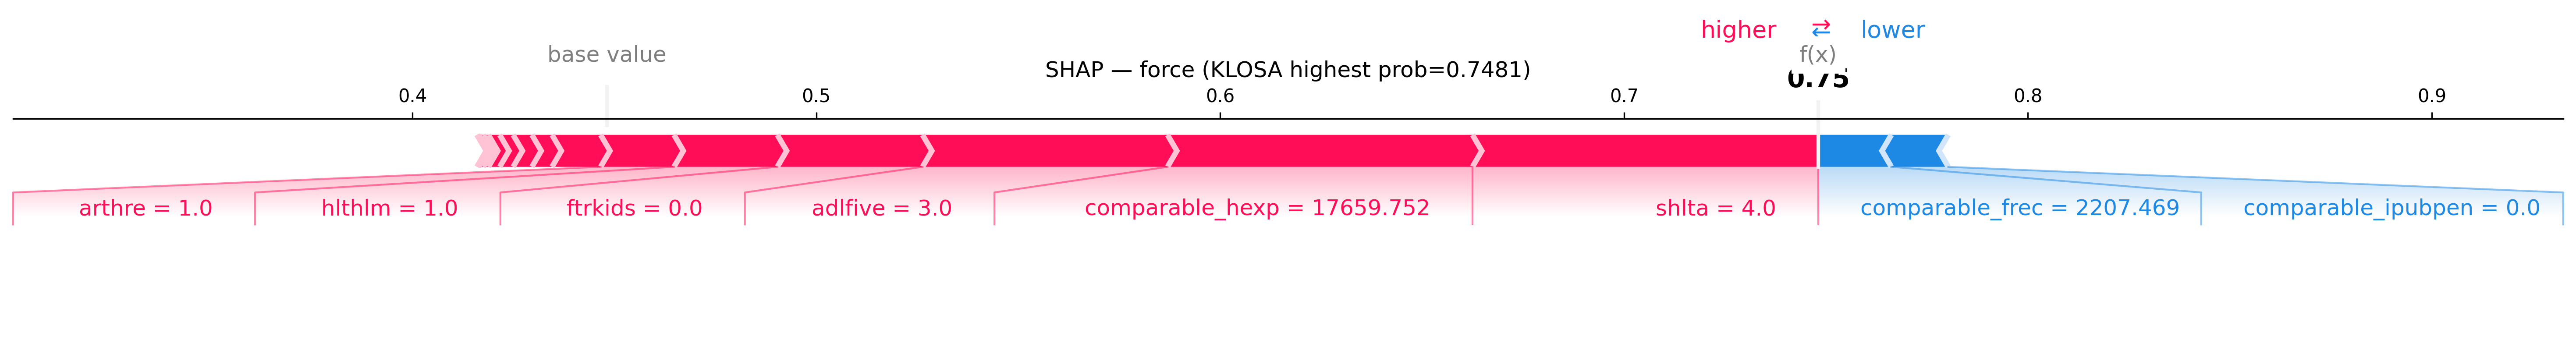 higher ⇄ lower
base value
f(x)
SHAP — force (KLOSA highest prob=0.7481)
0.75
0.4 0.5 0.6 0.7 0.8 0.9
arthre = 1.0 hlthlm = 1.0 ftrkids = 0.0 adlfive = 3.0 comparable_hexp = 17659.752 shlta = 4.0 comparable_frec = 2207.469 comparable_ipubpen = 0.0